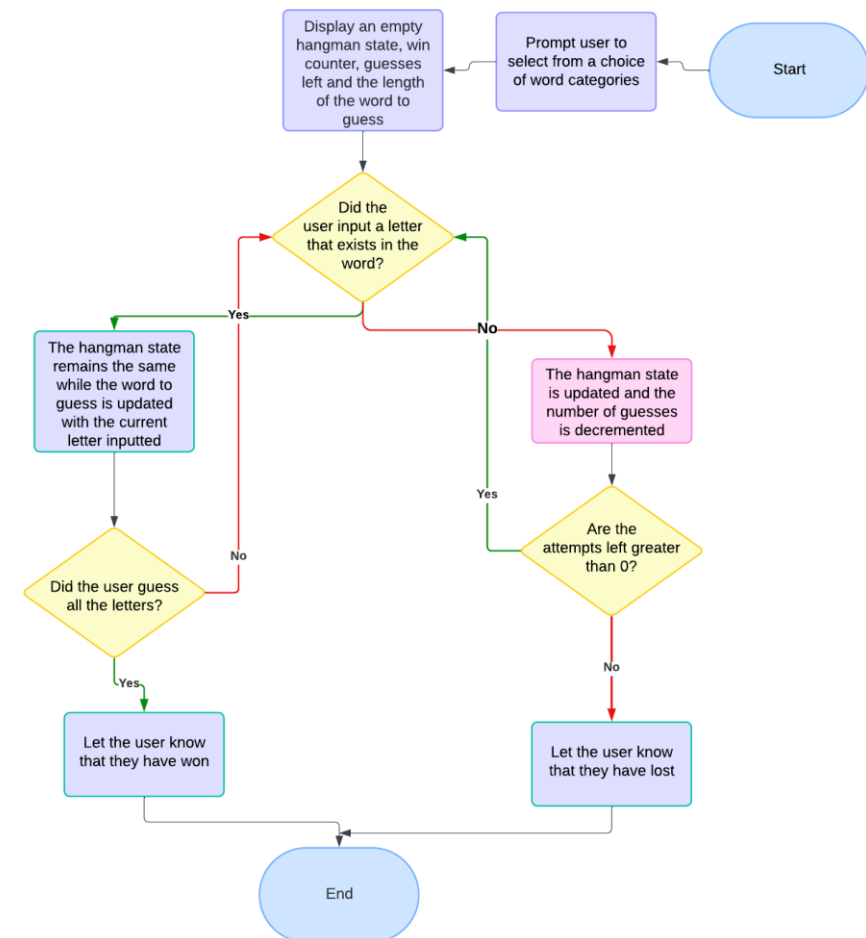 Start
Prompt user to
select from a choice
of word categories
Display an empty
hangman state, win
counter, guesses
left and the length
of the word to
guess
Did the
user input a letter
that exists in the
word?
Yes
No
The hangman state
remains the same
while the word to
guess is updated
with the current
letter inputted
The hangman state
is updated and the
number of guesses
is decremented
Yes
Are the
attempts left greater
than 0?
No
Did the user guess
all the letters?
No
Yes
Let the user know
that they have won
Let the user know
that they have lost
End